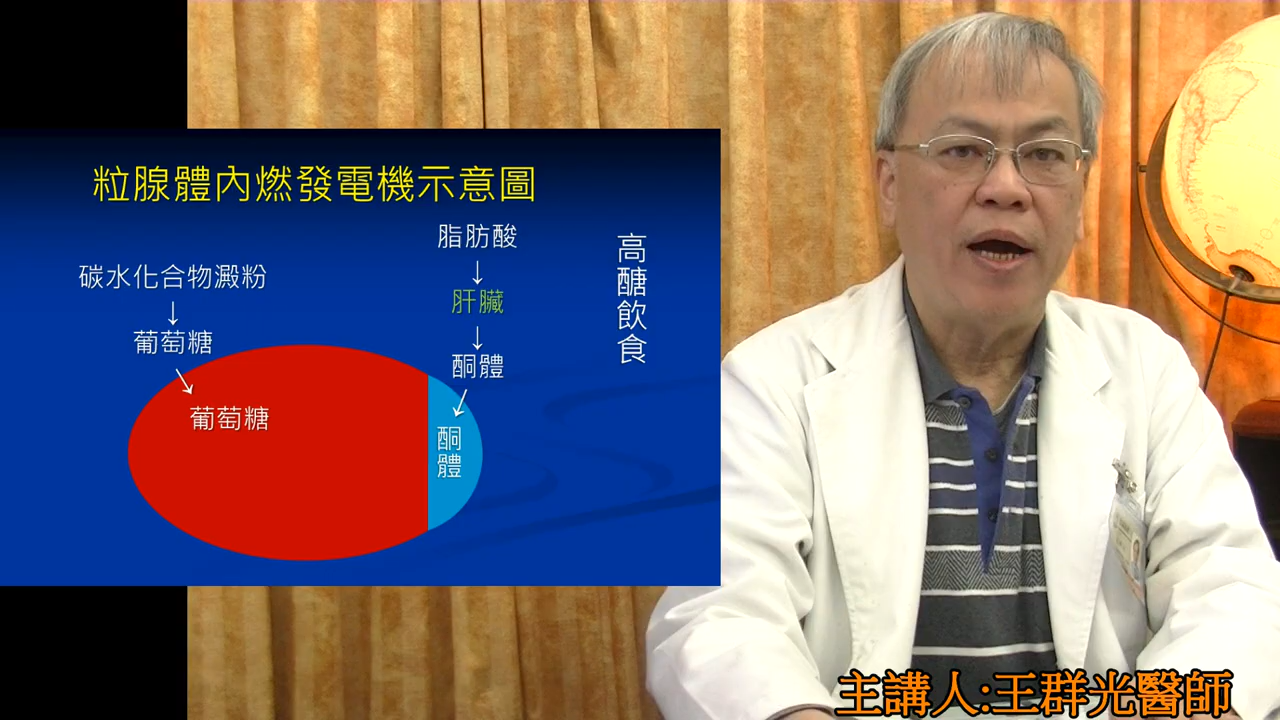 粒腺體內燃發電機示意圖
碳水化合物澱粉
↓
葡萄糖
葡萄糖
脂肪酸
↓
肝臟
↓
酮體
酮體
高醣飲食
主講人:王群光醫師